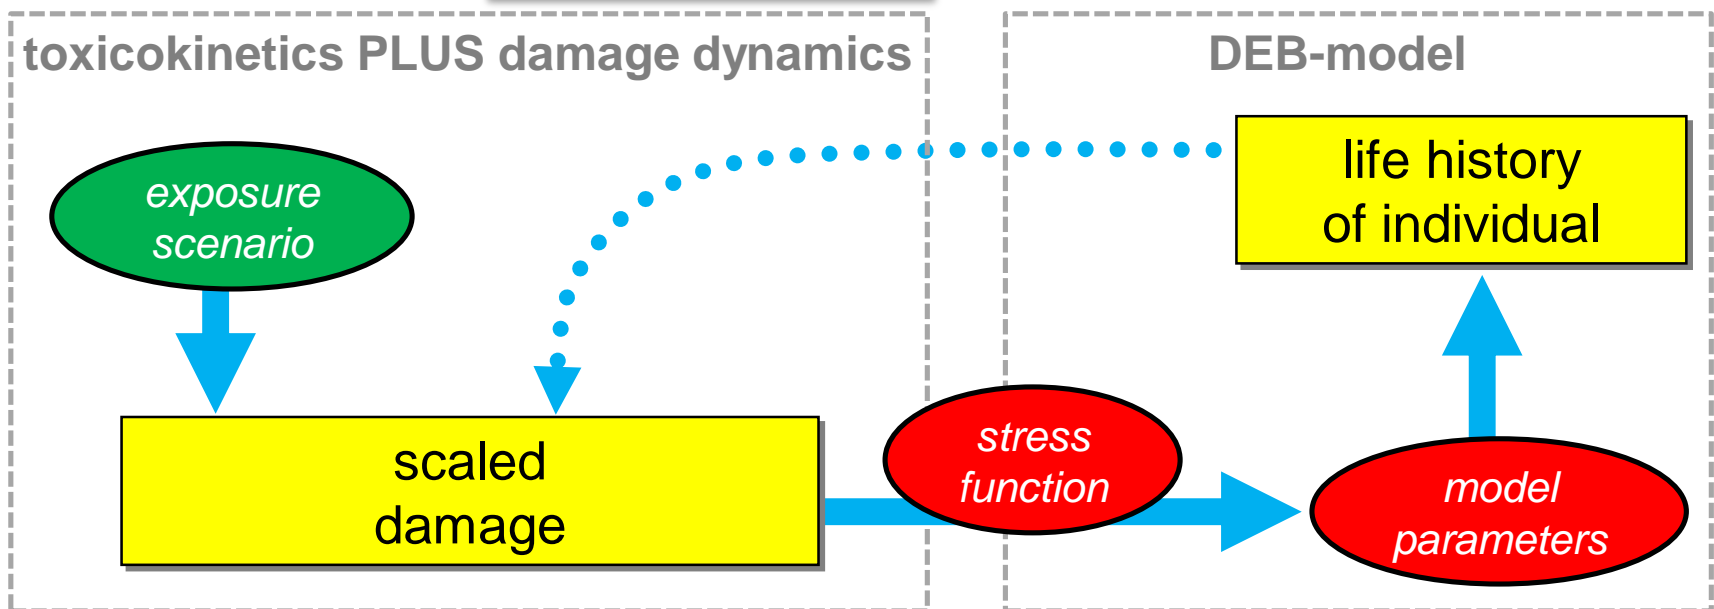 toxicokinetics PLUS damage dynamics
DEB-model
exposure
scenario
life history
of individual
scaled
damage
stress
function
model
parameters